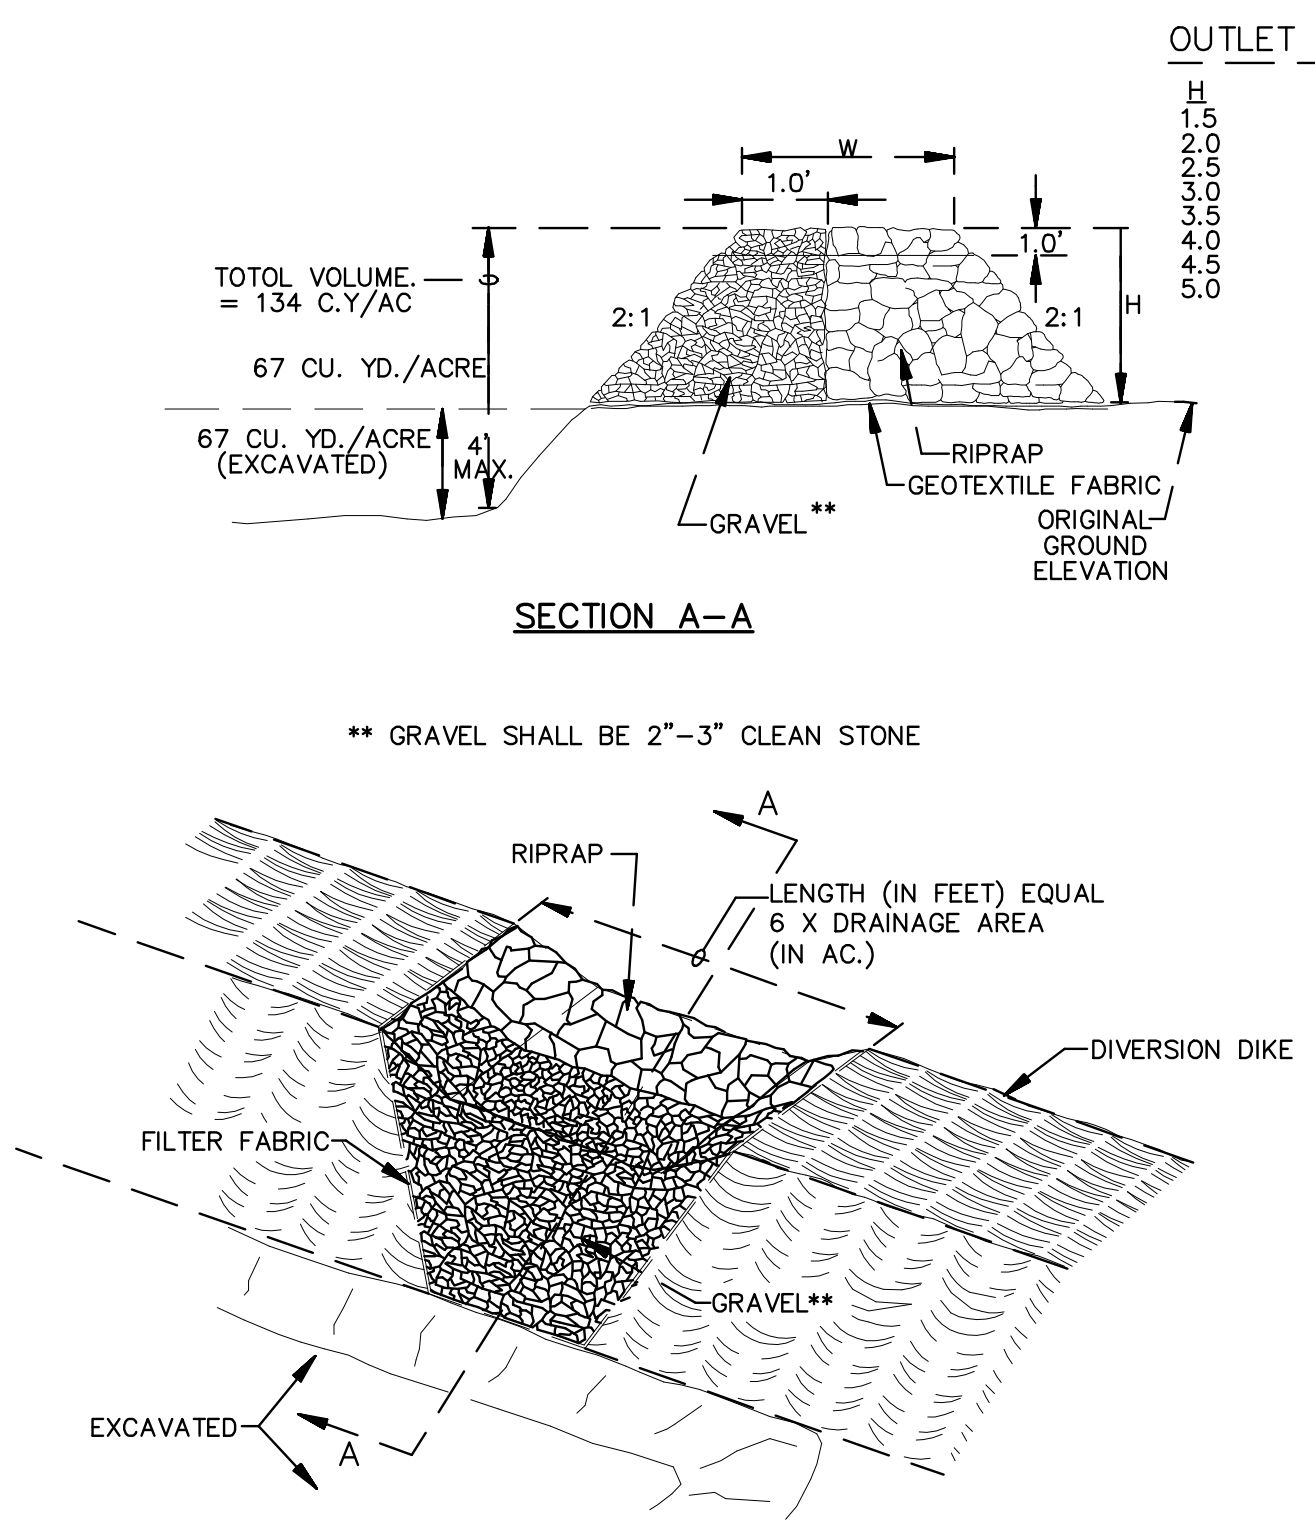 OUTLET
H
1.5
2.0
2.5
3.0
3.5
4.0
4.5
5.0
W
1.0'
1.0'
TOTOL VOLUME.
= 134 C.Y/AC
2:1
2:1
H
67 CU. YD./ACRE
67 CU. YD./ACRE
(EXCAVATED)
4'
MAX.
RIPRAP
GEOTEXTILE FABRIC
GRAVEL**
ORIGINAL
GROUND
ELEVATION
SECTION A-A
** GRAVEL SHALL BE 2"-3" CLEAN STONE
A
RIPRAP
LENGTH (IN FEET) EQUAL
6 X DRAINAGE AREA
(IN AC.)
DIVERSION DIKE
FILTER FABRIC
GRAVEL**
EXCAVATED
A